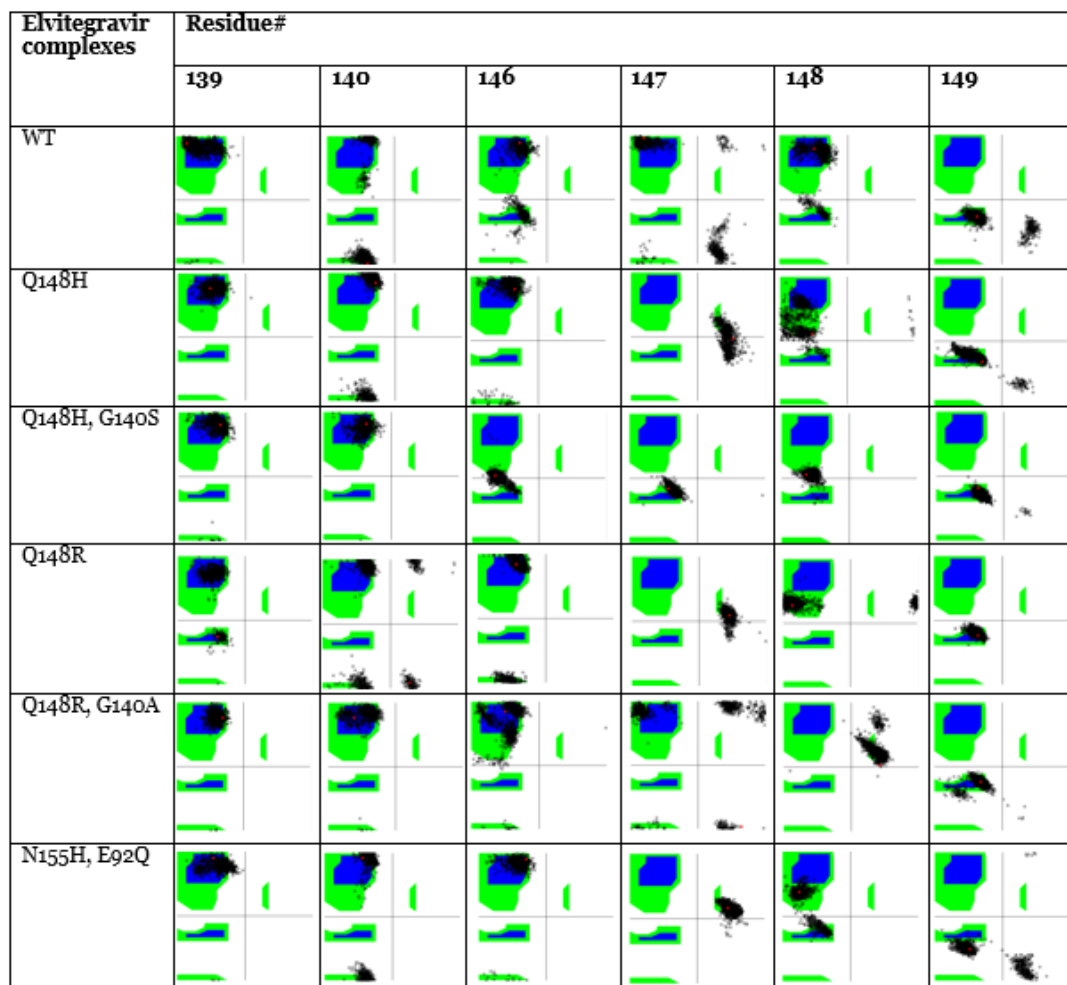 Elvitegravir
complexes
Residue#
139 140 146 147 148 149
WT
Q148H
Q148H, G140S
Q148R
Q148R, G140A
N155H, E92Q